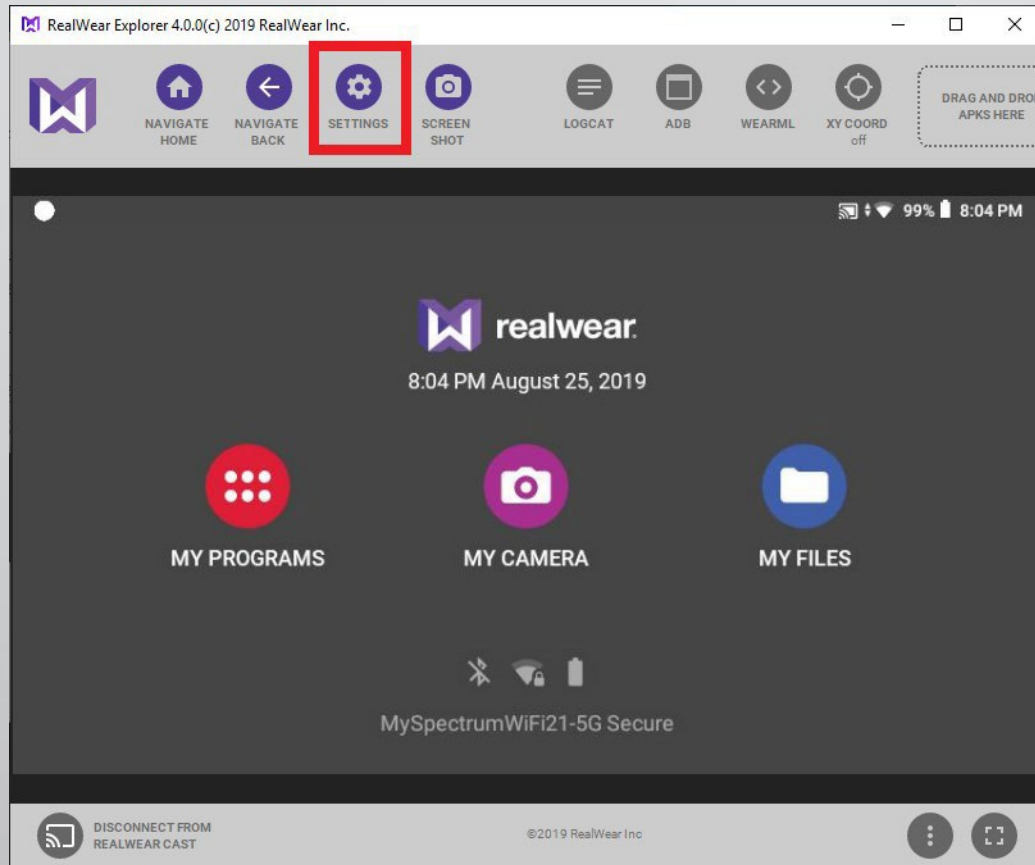 RealWear Explorer 4.0.0(c) 2019 RealWear Inc.
NAVIGATE
HOME
NAVIGATE
BACK
SETTINGS
SCREEN
SHOT
LOGCAT
ADB
WEARML
XY COORD
off
DRAG AND DROP
APKS HERE
99% 8:04 PM
realwear.
8:04 PM August 25, 2019
MY PROGRAMS
MY CAMERA
MY FILES
MySpectrumWiFi21-5G Secure
DISCONNECT FROM
REALWEAR CAST
©2019 RealWear Inc